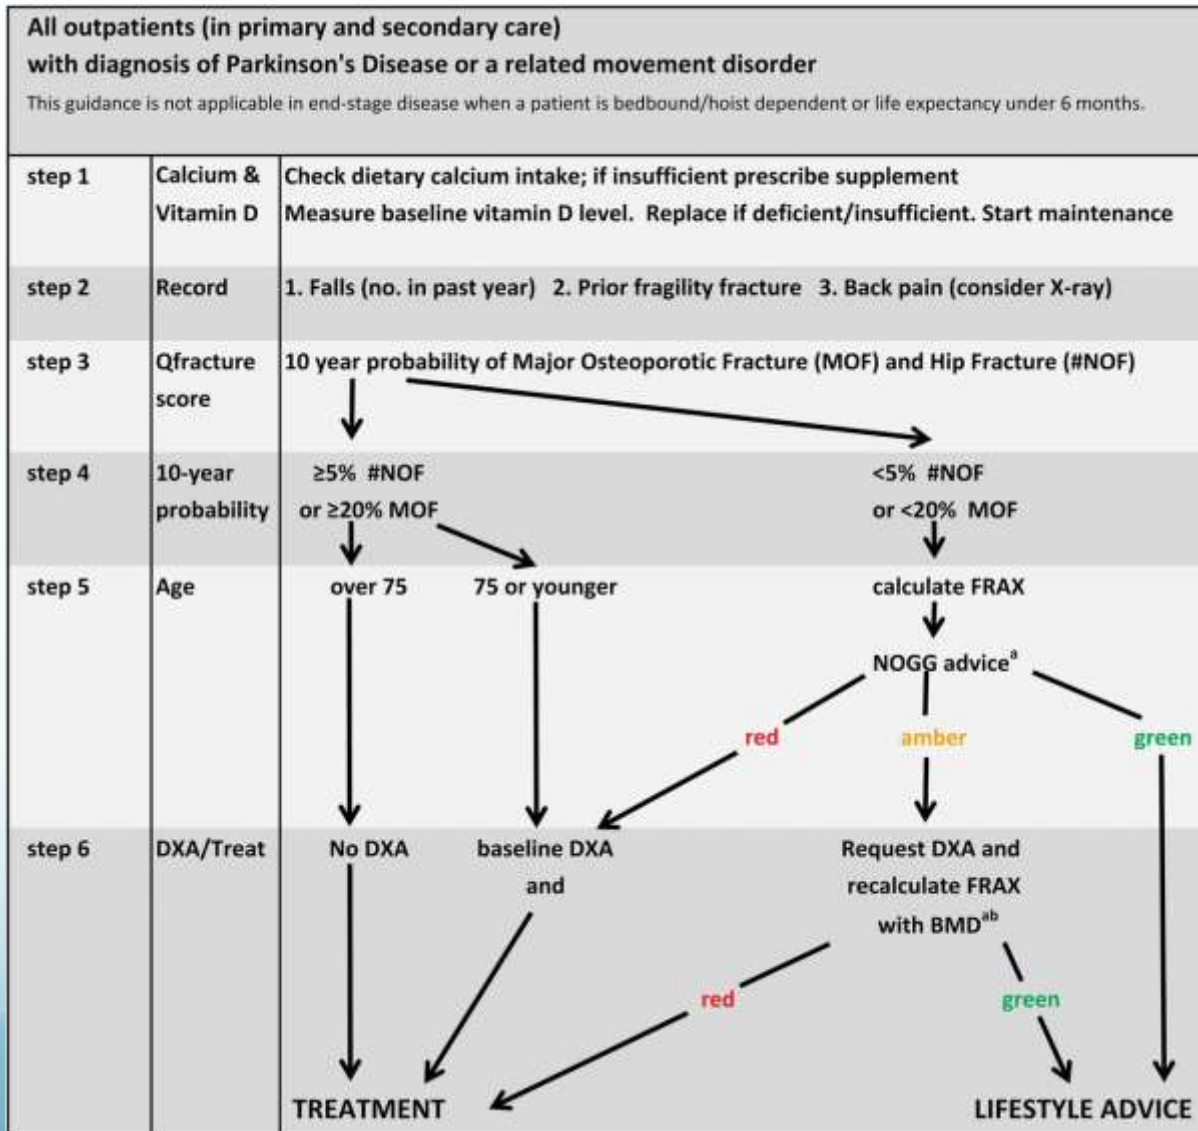 All outpatients (in primary and secondary care)
with diagnosis of Parkinson's Disease or a related movement disorder
This guidance is not applicable in end-stage disease when a patient is bedbound/hoist dependent or life expectancy under 6 months.
step 1 Calcium & Check dietary calcium intake; if insufficient prescribe supplement
Vitamin D Measure baseline vitamin D level. Replace if deficient/insufficient. Start maintenance
step 2 Record 1. Falls (no. in past year) 2. Prior fragility fracture 3. Back pain (consider X-ray)
step 3 Qfracture 10 year probability of Major Osteoporotic Fracture (MOF) and Hip Fracture (#NOF)
score
step 4 10-year ≥5% #NOF <5% #NOF
probability or ≥20% MOF or <20% MOF
step 5 Age over 75 75 or younger calculate FRAX
NOGG advice^a
red amber green
step 6 DXA/Treat No DXA baseline DXA Request DXA and
and recalculate FRAX
with BMD^ab
red green
TREATMENT LIFESTYLE ADVICE